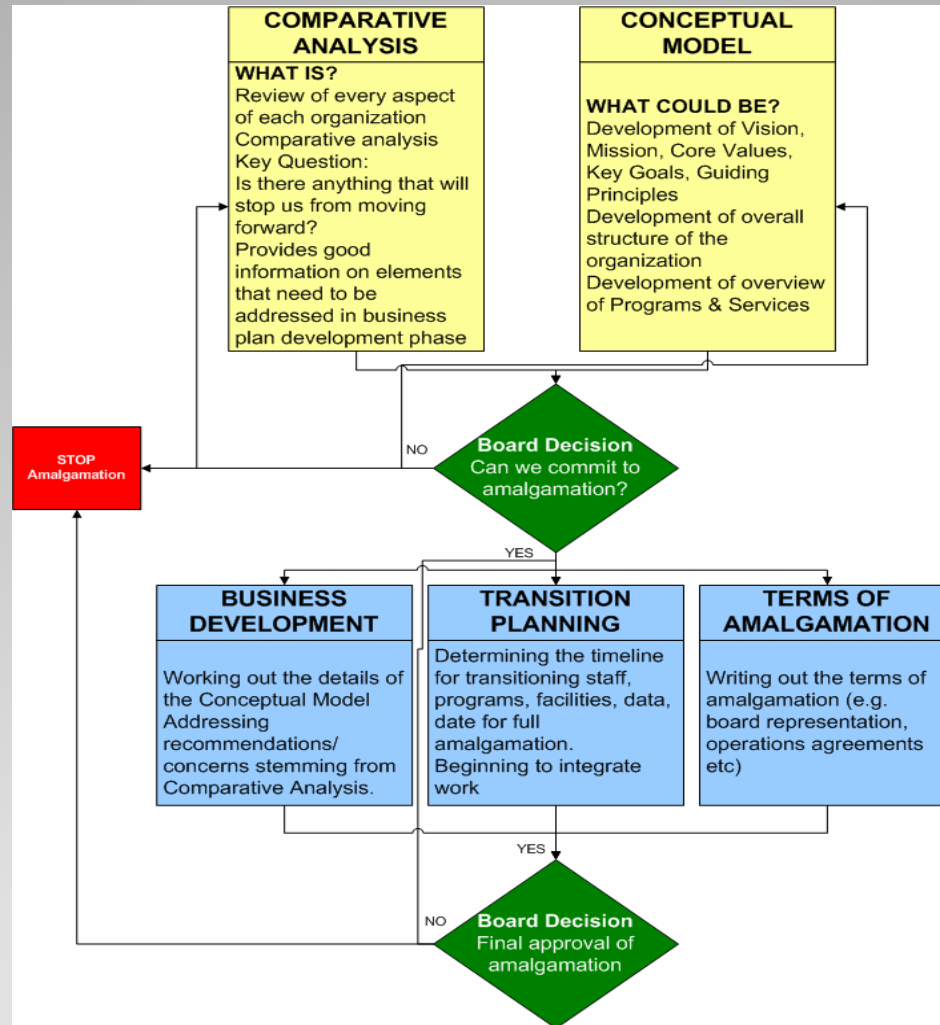 COMPARATIVE
ANALYSIS
WHAT IS?
Review of every aspect
of each organization
Comparative analysis
Key Question:
Is there anything that will
stop us from moving
forward?
Provides good
information on elements
that need to be
addressed in business
plan development phase
CONCEPTUAL
MODEL
WHAT COULD BE?
Development of Vision,
Mission, Core Values,
Key Goals, Guiding
Principles
Development of overall
structure of the
organization
Development of overview
of Programs & Services
STOP
Amalgamation
NO
Board Decision
Can we commit to
amalgamation?
YES
BUSINESS
DEVELOPMENT
Working out the details of
the Conceptual Model
Addressing
recommendations/
concerns stemming from
Comparative Analysis.
TRANSITION
PLANNING
Determining the timeline
for transitioning staff,
programs, facilities, data,
date for full
amalgamation.
Beginning to integrate
work
TERMS OF
AMALGAMATION
Writing out the terms of
amalgamation (e.g.
board representation,
operations agreements
etc)
YES
NO
Board Decision
Final approval of
amalgamation